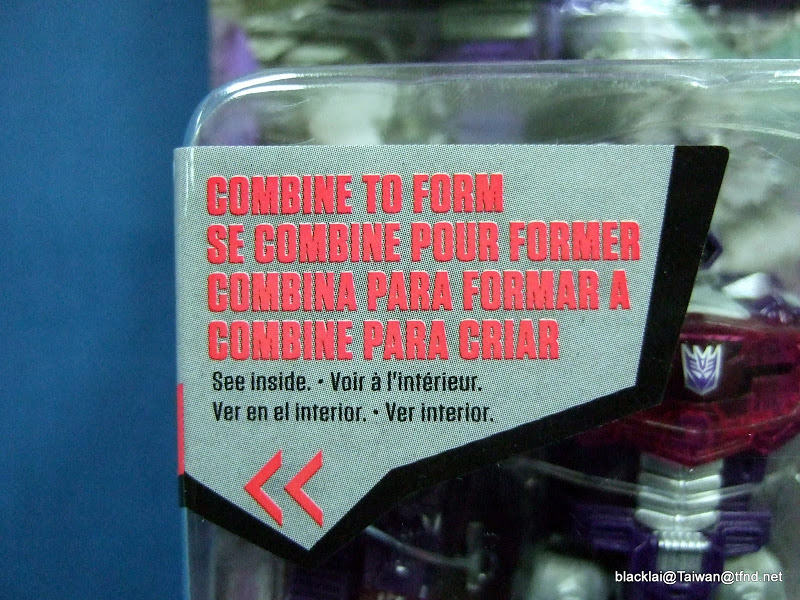 COMBINE TO FORM
SE COMBINE POUR FORMER
COMBINA PARA FORMAR A
COMBINE PARA CRIAR
See inside. • Voir à l'intérieur.
Ver en el interior. • Ver interior.
blacklai@Taiwan@tfnd.net